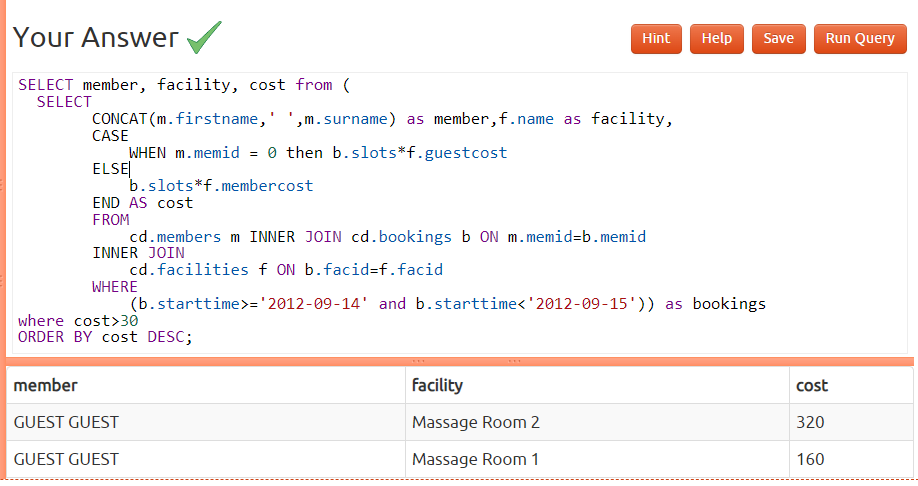 Your Answer
Hint Help Save Run Query
SELECT member, facility, cost from (
SELECT
CONCAT(m.firstname,' ',m.surname) as member,f.name as facility,
CASE
WHEN m.memid = 0 then b.slots*f.guestcost
ELSE
b.slots*f.membercost
END AS cost
FROM
cd.members m INNER JOIN cd.bookings b ON m.memid=b.memid
INNER JOIN
cd.facilities f ON b.facid=f.facid
WHERE
(b.starttime>='2012-09-14' and b.starttime<'2012-09-15')) as bookings
where cost>30
ORDER BY cost DESC;
member facility cost
GUEST GUEST Massage Room 2 320
GUEST GUEST Massage Room 1 160